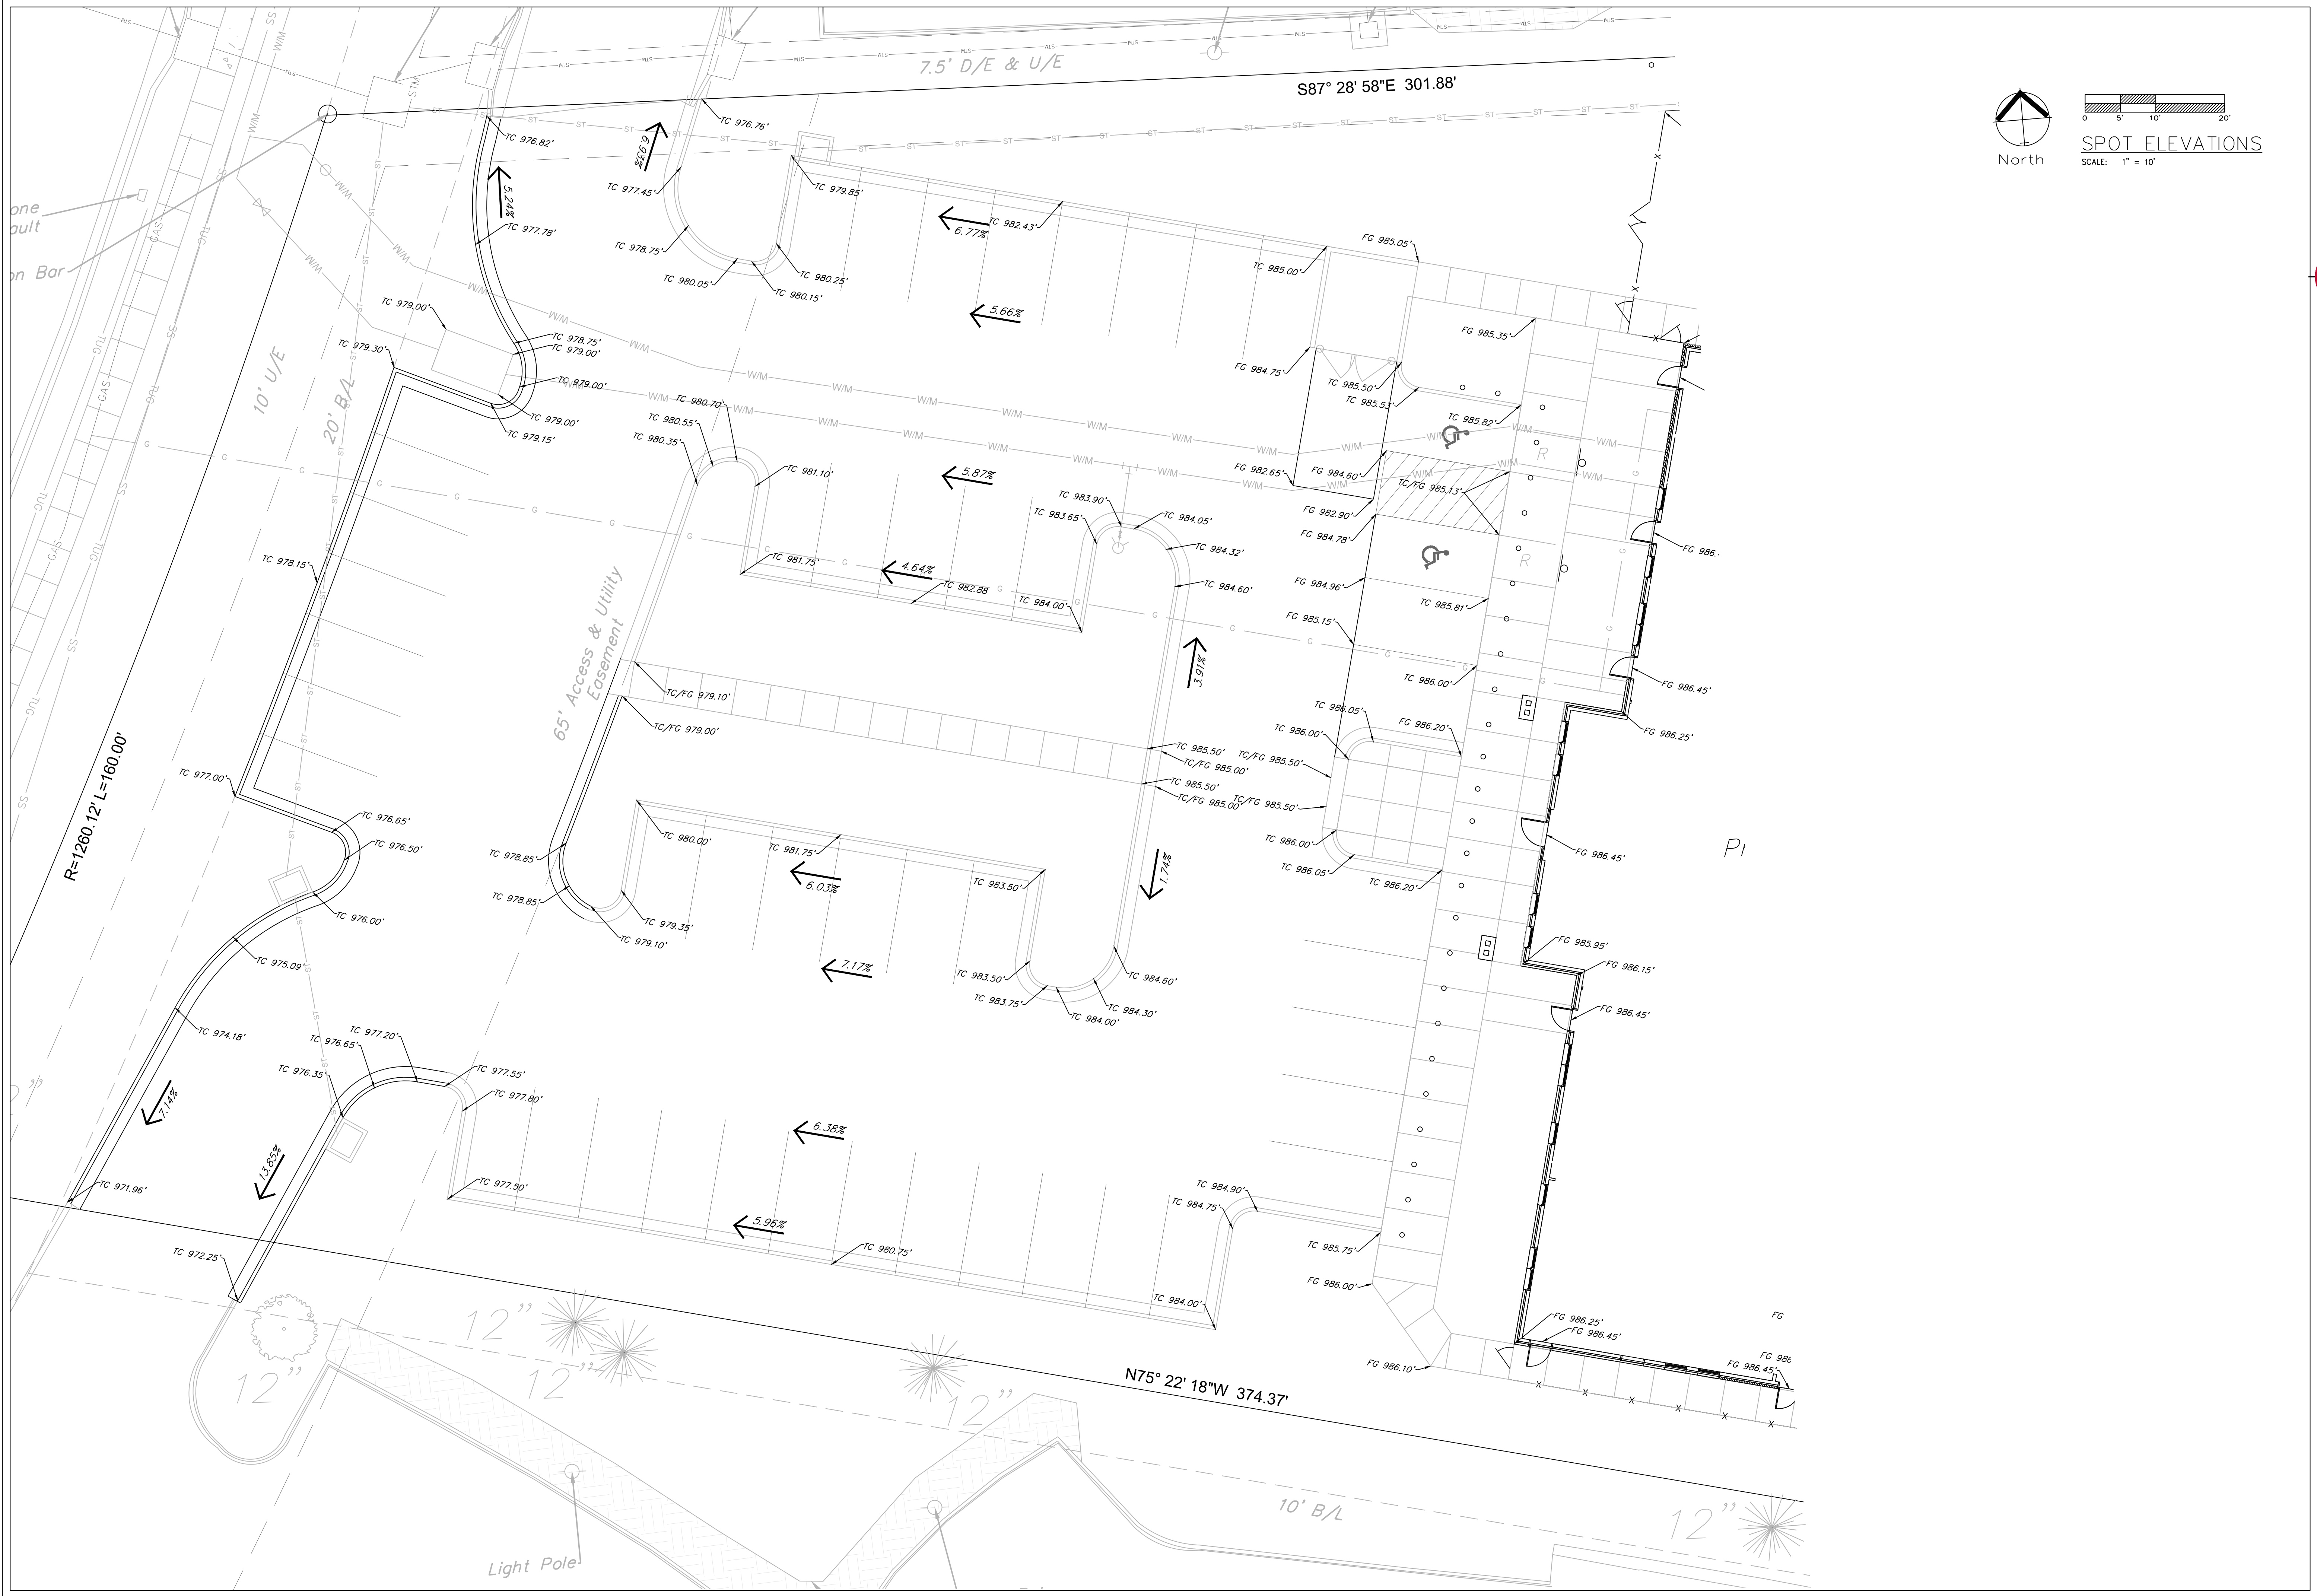 7.5' D/E & U/E
S87° 28' 58"E 301.88'
North
0 5' 10' 20'
SPOT ELEVATIONS
SCALE: 1" = 10'
STM
TC 976.82'
TC 976.76'
6.93%
5.24%
TC 977.45'
TC 979.85'
TC 977.78'
TC 978.75'
TC 980.05'
TC 980.15'
TC 980.25'
6.77%
TC 982.43'
5.66%
TC 985.00'
FG 985.05'
FG 985.35'
FG 984.75'
TC 985.50'
TC 985.53'
TC 985.82'
one
ault
on Bar
TC 979.00'
TC 979.30'
TC 978.75'
TC 979.00'
TC 979.00'
TC 979.00'
TC 979.15'
10' U/E
20' B/L
TC 980.70'
TC 980.55'
TC 980.35'
TC 981.10'
5.87%
TC 981.75'
4.64%
TC 982.88
TC 984.00'
TC 983.90'
TC 983.65'
TC 984.05'
TC 984.32'
TC 984.60'
FG 982.65'
FG 984.60'
TC/FG 985.13'
FG 982.90'
FG 984.78'
R
R
FG 984.96'
TC 985.81'
FG 985.15'
TC 986.00'
FG 986.
FG 986.45'
FG 986.25'
TC 978.15'
65' Access & Utility
Easement
TC/FG 979.10'
TC/FG 979.00'
3.91%
TC 985.50'
TC/FG 985.00'
TC 985.50'
TC/FG 985.00'
TC 986.05'
FG 986.20'
TC 986.00'
TC/FG 985.50'
TC/FG 985.50'
TC 986.00'
TC 986.05'
TC 986.20'
FG 986.45'
R=1260.12' L=160.00'
TC 977.00'
TC 976.65'
TC 976.50'
TC 976.00'
TC 975.09'
TC 974.18'
TC 978.85'
TC 978.85'
TC 979.10'
TC 979.35'
TC 980.00'
TC 981.75'
6.03%
7.17%
TC 983.50'
TC 983.50'
TC 983.75'
TC 984.00'
TC 984.30'
TC 984.60'
1.74%
FG 985.95'
FG 986.15'
FG 986.45'
TC 977.20'
TC 976.65'
TC 976.35'
TC 977.55'
TC 977.80'
7.14%
13.85%
TC 971.96'
TC 972.25'
TC 977.50'
6.38%
5.96%
TC 980.75'
TC 984.90'
TC 984.75'
TC 984.00'
TC 985.75'
FG 986.00'
FG 986.10'
FG 986.25'
FG 986.45'
FG
FG 986
FG 986.45'
12"
12"
12"
12"
12"
N75° 22' 18"W 374.37'
10' B/L
Light Pole